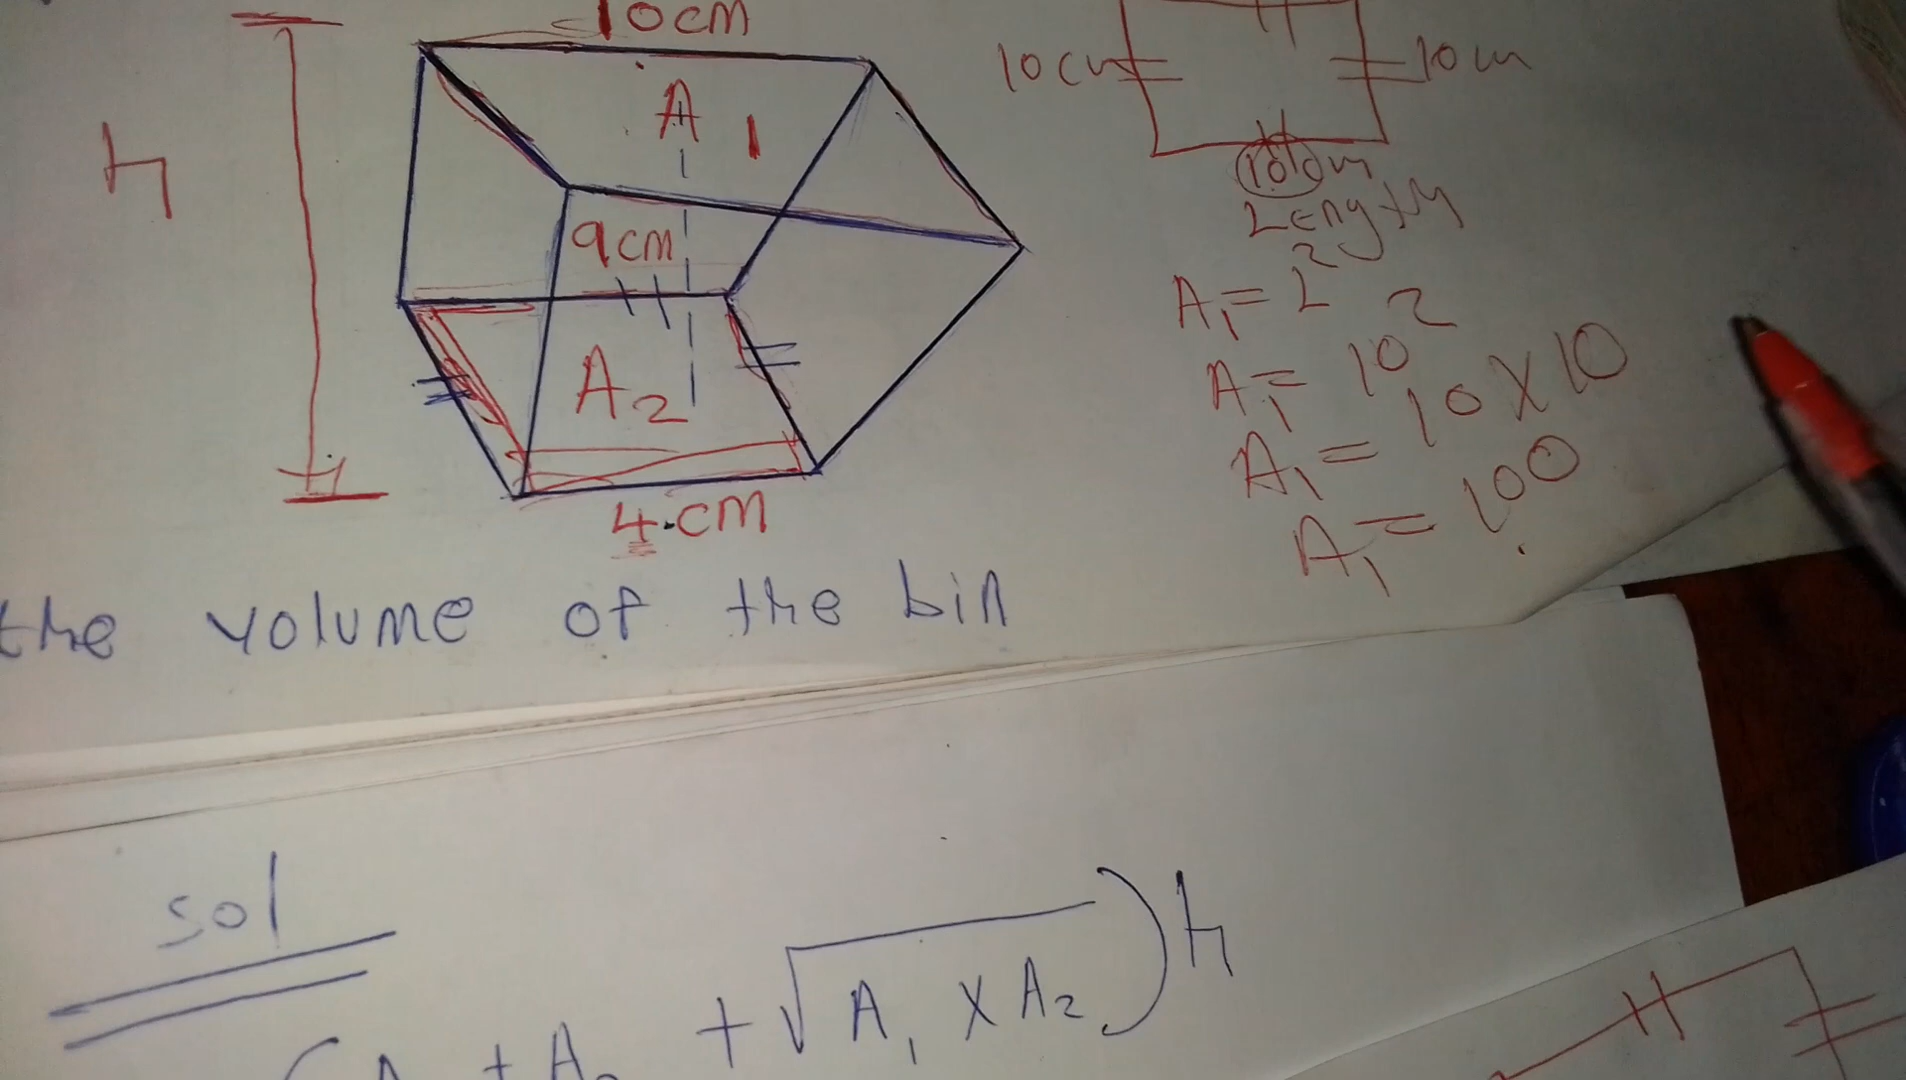 10cm
h
A1
9cm
A2
4cm
10cm
10cm
10cm
Length
A1 = L²
A1 = 10²
A1 = 10 X 10
A1 = 100
the volume of the bin
sol
+ √A1 X A2)h